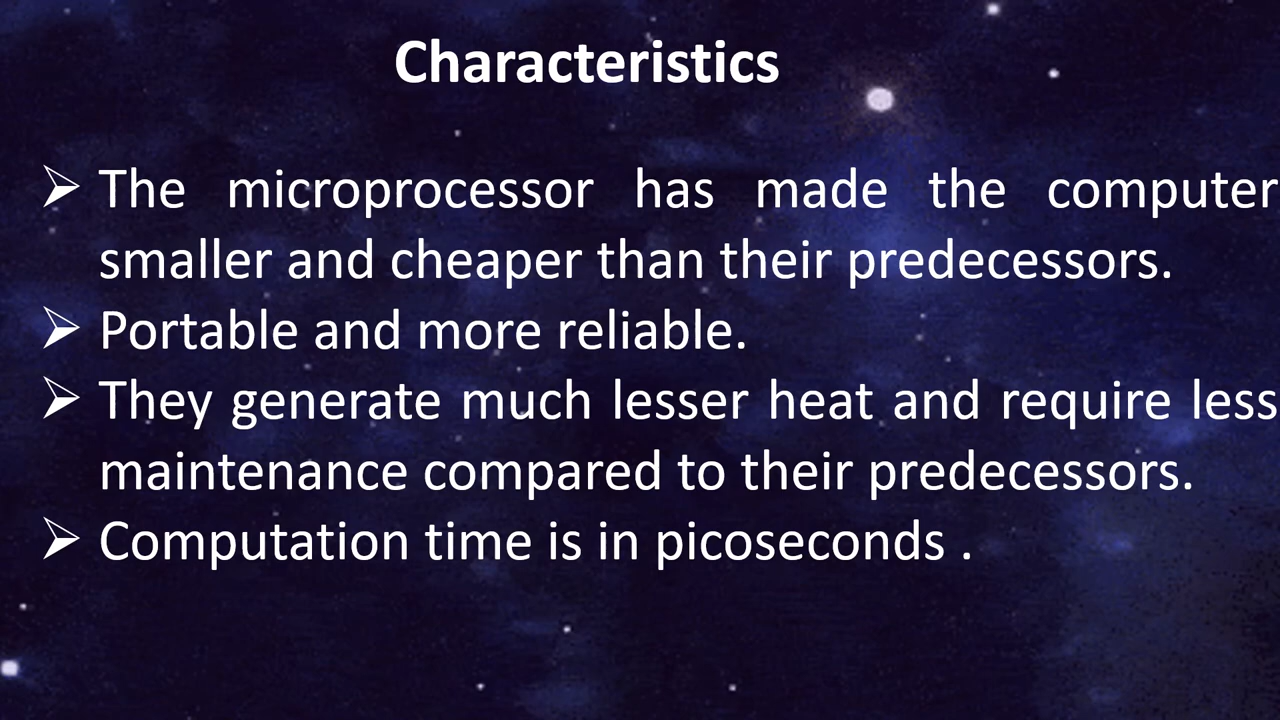 Characteristics
➢ The microprocessor has made the computer
smaller and cheaper than their predecessors.
➢ Portable and more reliable.
➢ They generate much lesser heat and require less
maintenance compared to their predecessors.
➢ Computation time is in picoseconds .